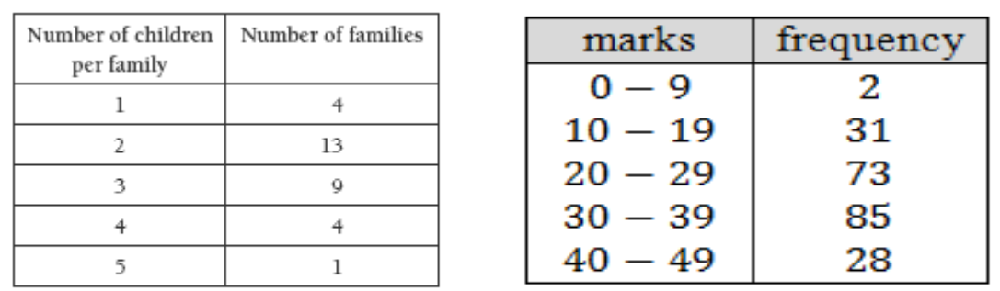 Number of children per family Number of families
1 4
2 13
3 9
4 4
5 1
marks frequency
0 – 9 2
10 – 19 31
20 – 29 73
30 – 39 85
40 – 49 28